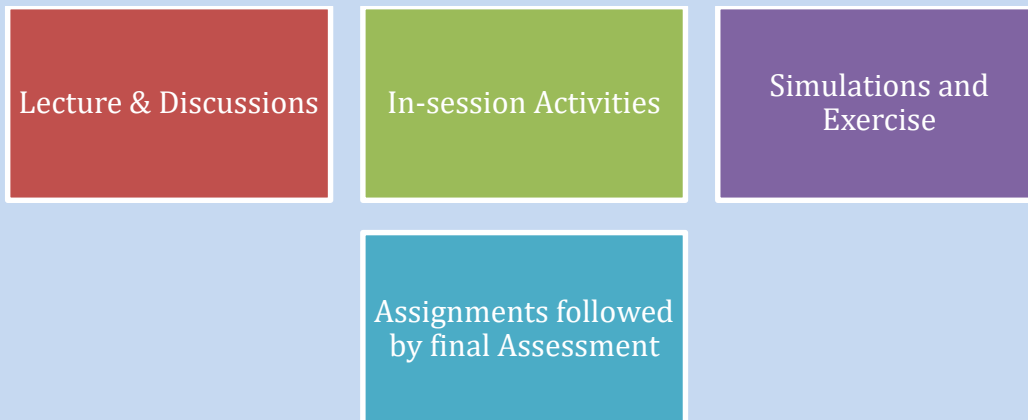 Lecture & Discussions
In-session Activities
Simulations and
Exercise
Assignments followed
by final Assessment